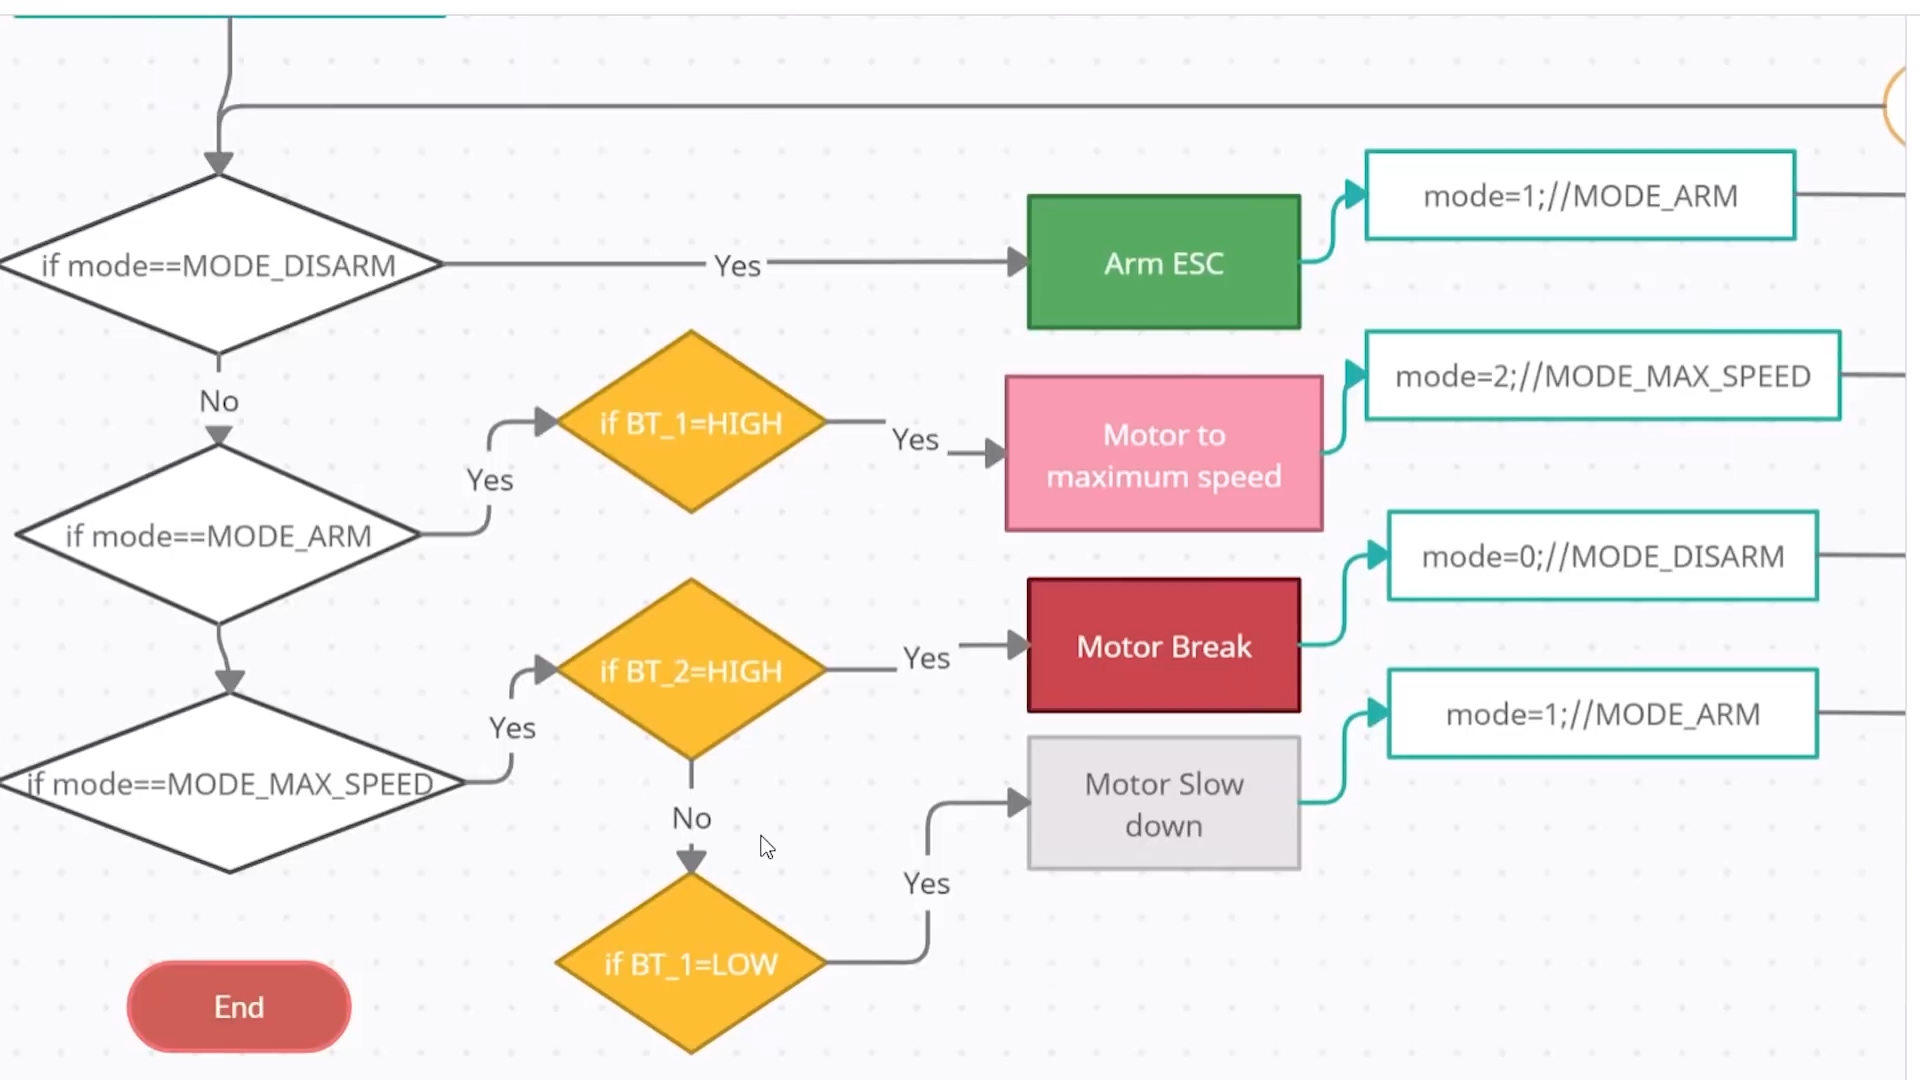 if mode==MODE_DISARM
Yes
Arm ESC
mode=1;//MODE_ARM
No
if BT_1=HIGH
Yes
Motor to
maximum speed
mode=2;//MODE_MAX_SPEED
if mode==MODE_ARM
Yes
if BT_2=HIGH
Yes
Motor Break
mode=0;//MODE_DISARM
if mode==MODE_MAX_SPEED
Yes
No
Motor Slow
down
mode=1;//MODE_ARM
Yes
if BT_1=LOW
End